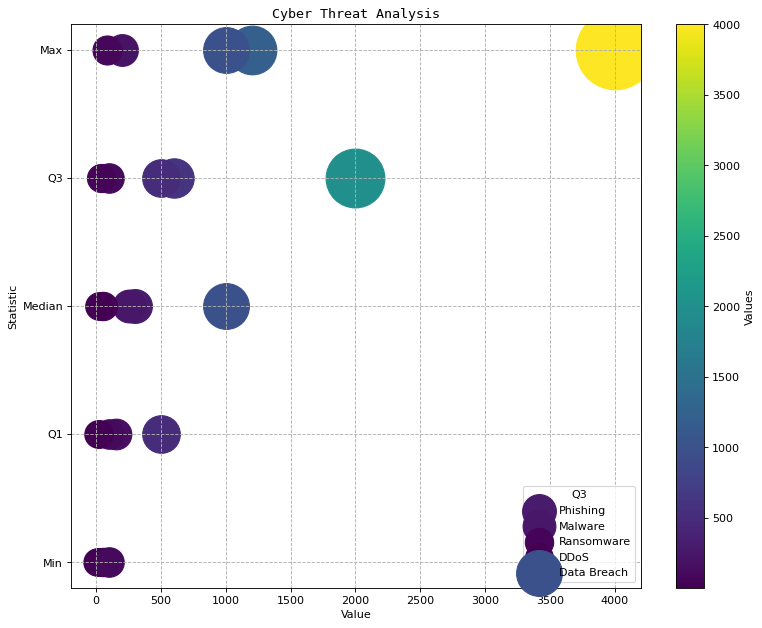 Cyber Threat Analysis
Max
Q3
Median
Q1
Min
Statistic
0
500
1000
1500
2000
2500
3000
3500
4000
Value
Q3
Phishing
Malware
Ransomware
DDoS
Data Breach
4000
3500
3000
2500
2000
1500
1000
500
Values